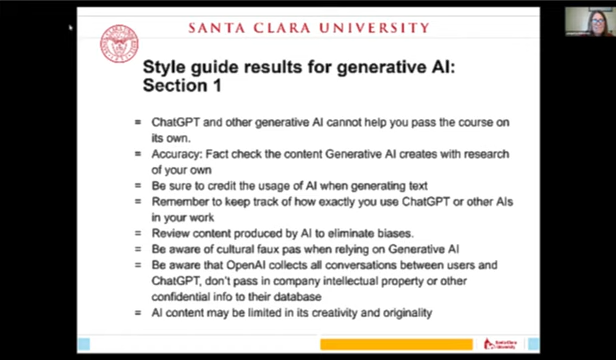 SANTA CLARA UNIVERSITY
Style guide results for generative AI:
Section 1
= ChatGPT and other generative AI cannot help you pass the course on
its own.
= Accuracy: Fact check the content Generative AI creates with research
of your own
= Be sure to credit the usage of AI when generating text
= Remember to keep track of how exactly you use ChatGPT or other AIs
in your work
= Review content produced by AI to eliminate biases.
= Be aware of cultural faux pas when relying on Generative AI
= Be aware that OpenAI collects all conversations between users and
ChatGPT, don't pass in company intellectual property or other
confidential info to their database
= AI content may be limited in its creativity and originality
Santa Clara
University